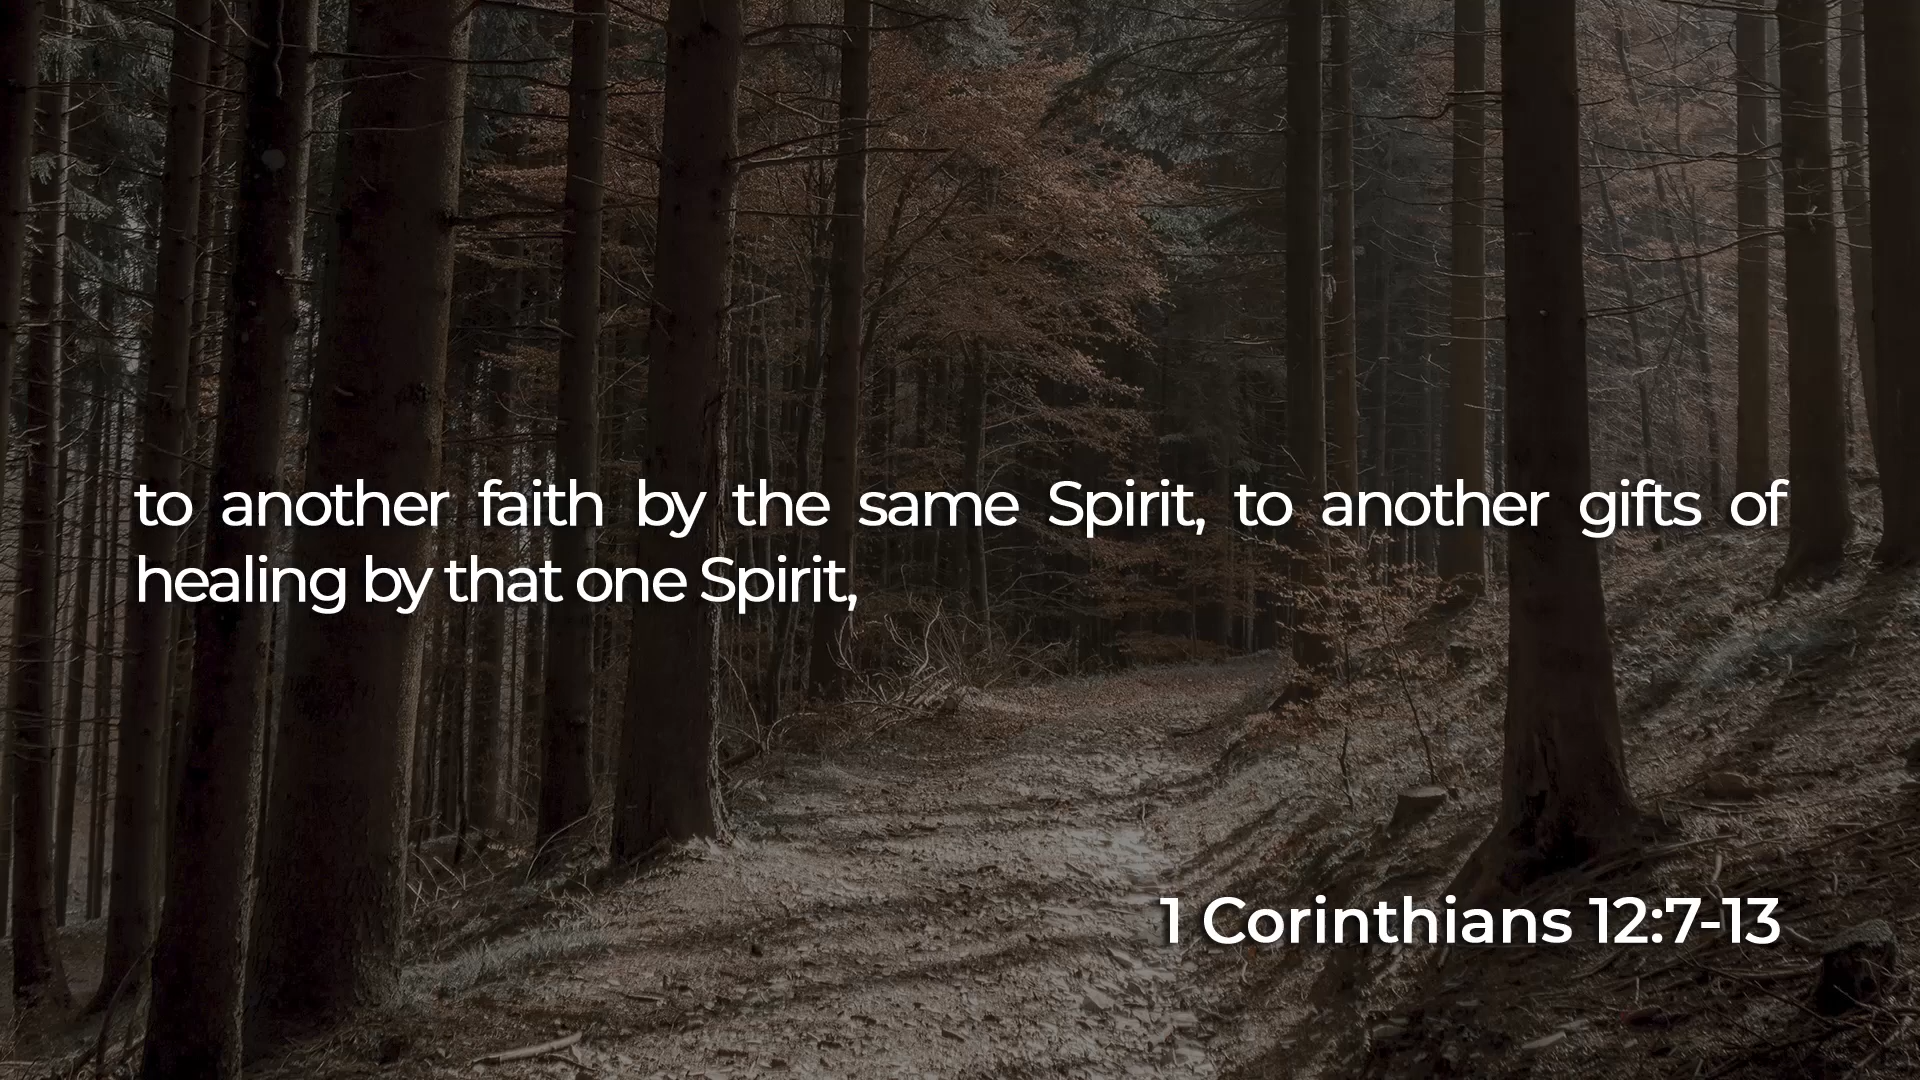 to another faith by the same Spirit, to another gifts of
healing by that one Spirit,
1 Corinthians 12:7-13